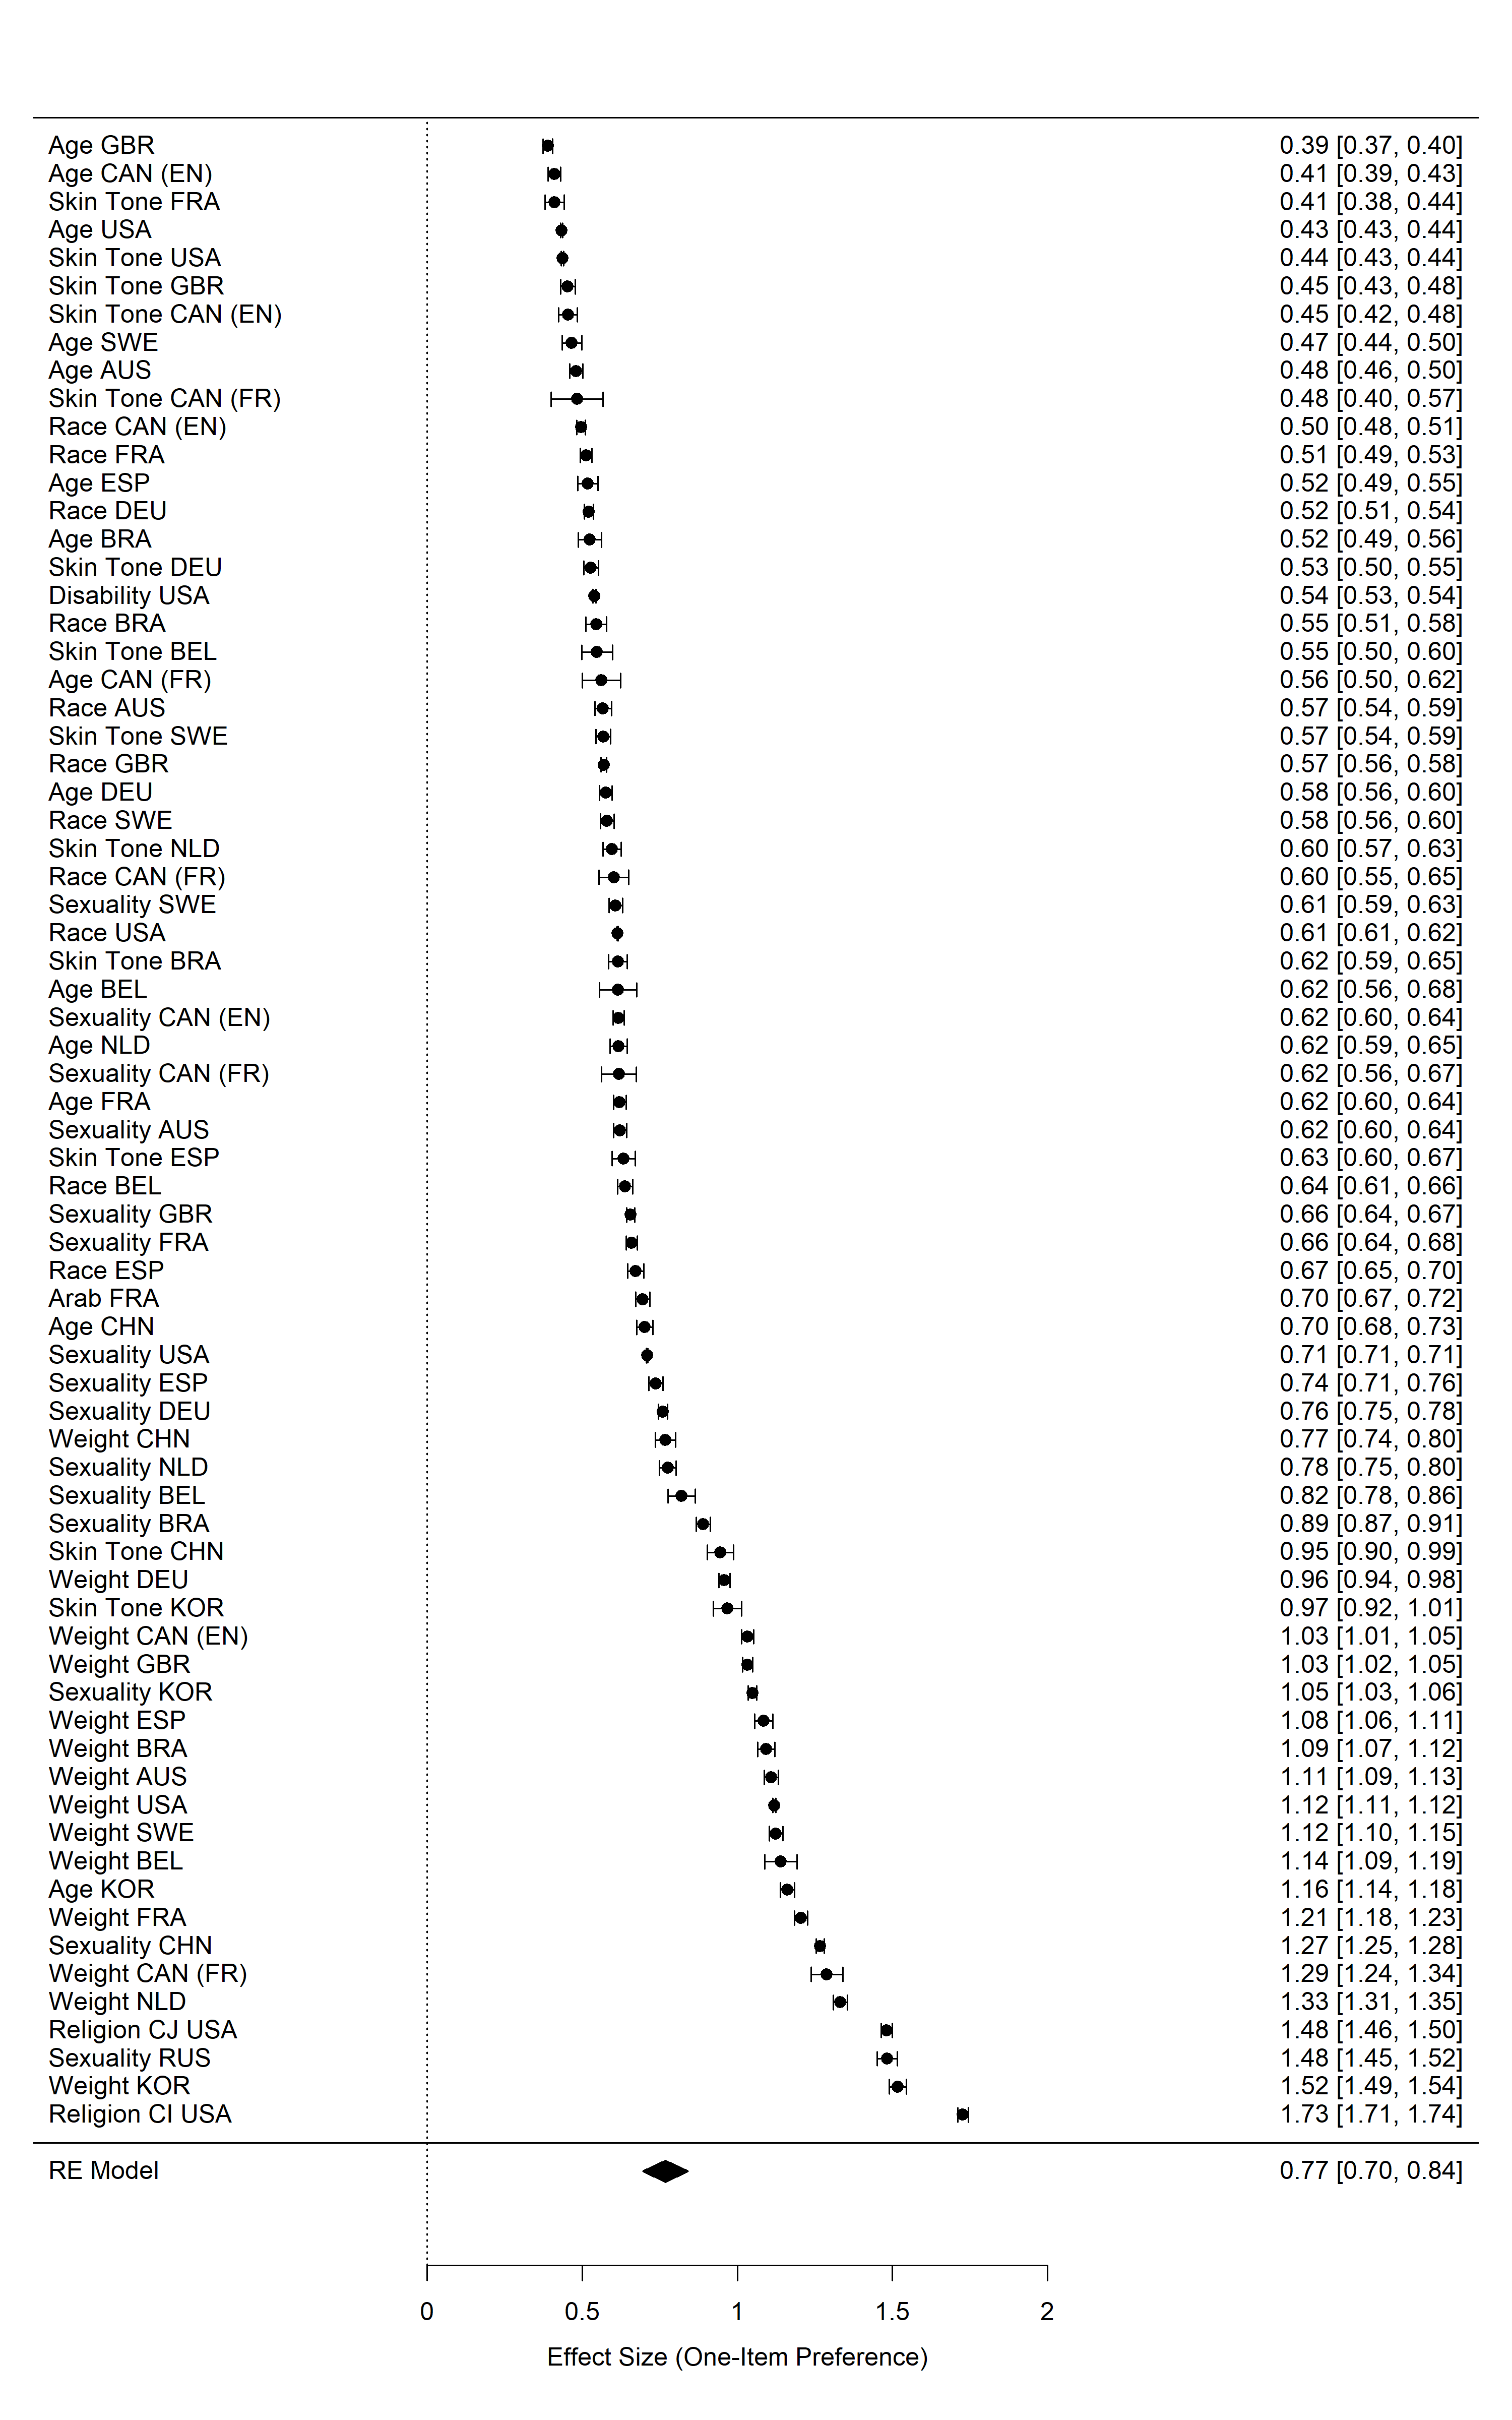 Age GBR 0.39 [0.37, 0.40]
Age CAN (EN) 0.41 [0.39, 0.43]
Skin Tone FRA 0.41 [0.38, 0.44]
Age USA 0.43 [0.43, 0.44]
Skin Tone USA 0.44 [0.43, 0.44]
Skin Tone GBR 0.45 [0.43, 0.48]
Skin Tone CAN (EN) 0.45 [0.42, 0.48]
Age SWE 0.47 [0.44, 0.50]
Age AUS 0.48 [0.46, 0.50]
Skin Tone CAN (FR) 0.48 [0.40, 0.57]
Race CAN (EN) 0.50 [0.48, 0.51]
Race FRA 0.51 [0.49, 0.53]
Age ESP 0.52 [0.49, 0.55]
Race DEU 0.52 [0.51, 0.54]
Age BRA 0.52 [0.49, 0.56]
Skin Tone DEU 0.53 [0.50, 0.55]
Disability USA 0.54 [0.53, 0.54]
Race BRA 0.55 [0.51, 0.58]
Skin Tone BEL 0.55 [0.50, 0.60]
Age CAN (FR) 0.56 [0.50, 0.62]
Race AUS 0.57 [0.54, 0.59]
Skin Tone SWE 0.57 [0.54, 0.59]
Race GBR 0.57 [0.56, 0.58]
Age DEU 0.58 [0.56, 0.60]
Race SWE 0.58 [0.56, 0.60]
Skin Tone NLD 0.60 [0.57, 0.63]
Race CAN (FR) 0.60 [0.55, 0.65]
Sexuality SWE 0.61 [0.59, 0.63]
Race USA 0.61 [0.61, 0.62]
Skin Tone BRA 0.62 [0.59, 0.65]
Age BEL 0.62 [0.56, 0.68]
Sexuality CAN (EN) 0.62 [0.60, 0.64]
Age NLD 0.62 [0.59, 0.65]
Sexuality CAN (FR) 0.62 [0.56, 0.67]
Age FRA 0.62 [0.60, 0.64]
Sexuality AUS 0.62 [0.60, 0.64]
Skin Tone ESP 0.63 [0.60, 0.67]
Race BEL 0.64 [0.61, 0.66]
Sexuality GBR 0.66 [0.64, 0.67]
Sexuality FRA 0.66 [0.64, 0.68]
Race ESP 0.67 [0.65, 0.70]
Arab FRA 0.70 [0.67, 0.72]
Age CHN 0.70 [0.68, 0.73]
Sexuality USA 0.71 [0.71, 0.71]
Sexuality ESP 0.74 [0.71, 0.76]
Sexuality DEU 0.76 [0.75, 0.78]
Weight CHN 0.77 [0.74, 0.80]
Sexuality NLD 0.78 [0.75, 0.80]
Sexuality BEL 0.82 [0.78, 0.86]
Sexuality BRA 0.89 [0.87, 0.91]
Skin Tone CHN 0.95 [0.90, 0.99]
Weight DEU 0.96 [0.94, 0.98]
Skin Tone KOR 0.97 [0.92, 1.01]
Weight CAN (EN) 1.03 [1.01, 1.05]
Weight GBR 1.03 [1.02, 1.05]
Sexuality KOR 1.05 [1.03, 1.06]
Weight ESP 1.08 [1.06, 1.11]
Weight BRA 1.09 [1.07, 1.12]
Weight AUS 1.11 [1.09, 1.13]
Weight USA 1.12 [1.11, 1.12]
Weight SWE 1.12 [1.10, 1.15]
Weight BEL 1.14 [1.09, 1.19]
Age KOR 1.16 [1.14, 1.18]
Weight FRA 1.21 [1.18, 1.23]
Sexuality CHN 1.27 [1.25, 1.28]
Weight CAN (FR) 1.29 [1.24, 1.34]
Weight NLD 1.33 [1.31, 1.35]
Religion CJ USA 1.48 [1.46, 1.50]
Sexuality RUS 1.48 [1.45, 1.52]
Weight KOR 1.52 [1.49, 1.54]
Religion CI USA 1.73 [1.71, 1.74]
RE Model 0.77 [0.70, 0.84]
0 0.5 1 1.5 2
Effect Size (One-Item Preference)